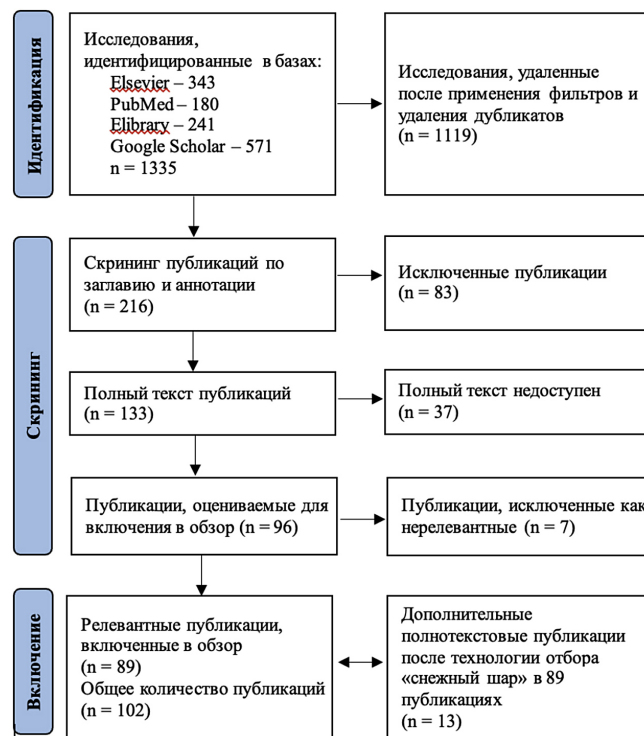 Идентификация
Исследования,
идентифицированные в базах:
Elsevier – 343
PubMed – 180
Elibrary – 241
Google Scholar – 571
n = 1335
Исследования, удаленные
после применения фильтров и
удаления дубликатов
(n = 1119)
Скрининг
Скрининг публикаций по
заглавию и аннотации
(n = 216)
Исключенные публикации
(n = 83)
Полный текст публикаций
(n = 133)
Полный текст недоступен
(n = 37)
Публикации, оцениваемые для
включения в обзор (n = 96)
Публикации, исключенные как
нерелевантные (n = 7)
Включение
Релевантные публикации,
включенные в обзор
(n = 89)
Общее количество публикаций
(n = 102)
Дополнительные
полнотекстовые публикации
после технологии отбора
«снежный шар» в 89
публикациях
(n = 13)